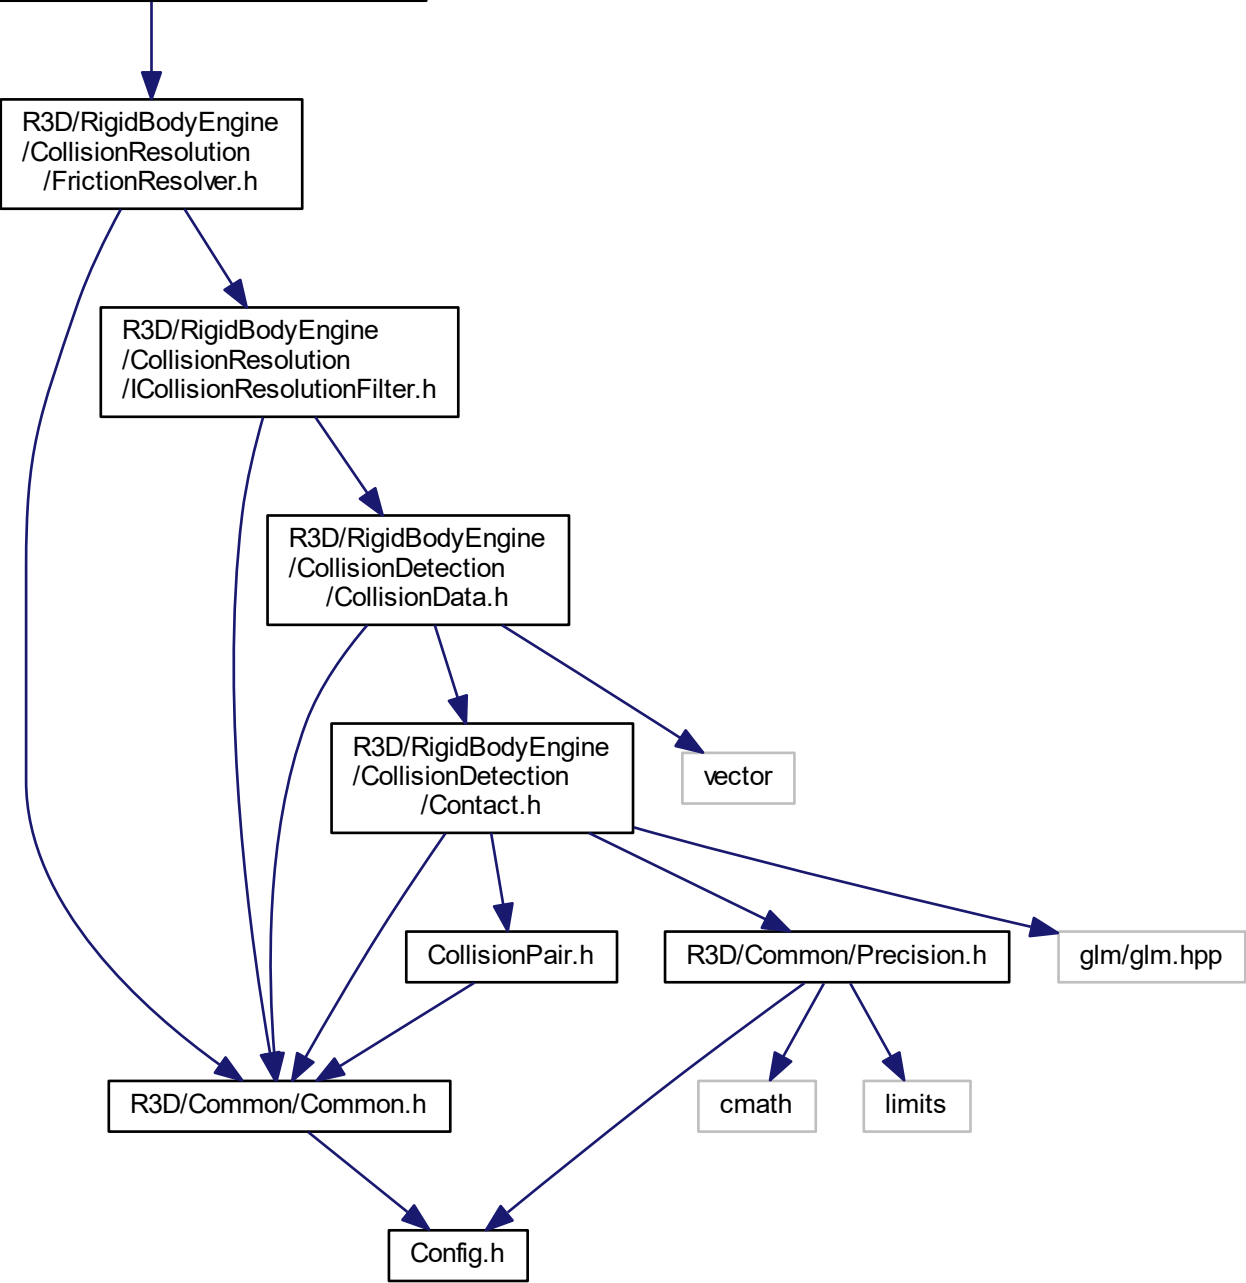 R3D/RigidBodyEngine
/CollisionResolution
/FrictionResolver.h
R3D/RigidBodyEngine
/CollisionResolution
/ICollisionResolutionFilter.h
R3D/RigidBodyEngine
/CollisionDetection
/CollisionData.h
R3D/RigidBodyEngine
/CollisionDetection
/Contact.h
vector
CollisionPair.h
R3D/Common/Precision.h
glm/glm.hpp
R3D/Common/Common.h
cmath
limits
Config.h